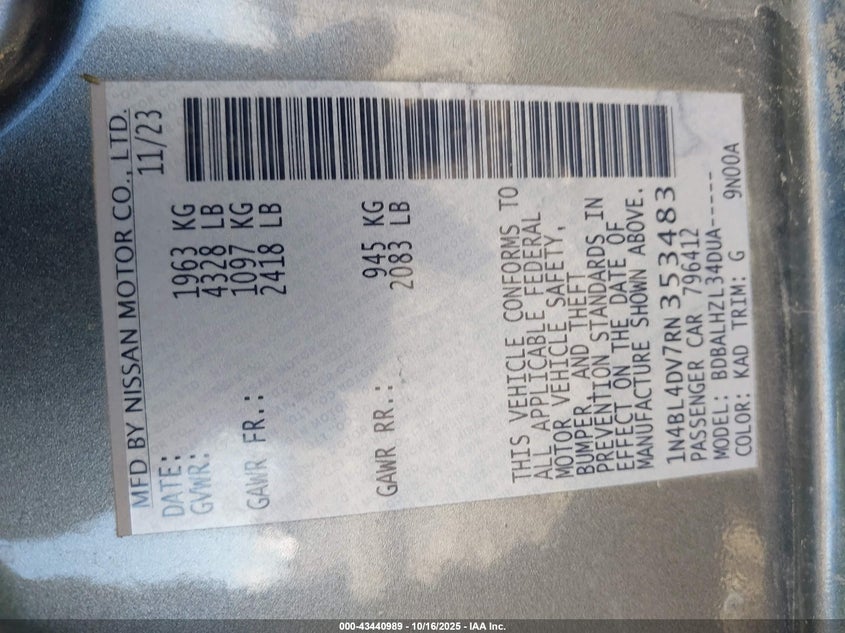 MFD BY NISSAN MOTOR CO., LTD.
DATE: 11/23
GVWR: 1963 KG
4328 LB
GAWR FR.: 1097 KG
2418 LB
GAWR RR.: 945 KG
2083 LB
THIS VEHICLE CONFORMS TO
ALL APPLICABLE FEDERAL
MOTOR VEHICLE SAFETY,
BUMPER AND THEFT
PREVENTION STANDARDS IN
EFFECT ON THE DATE OF
MANUFACTURE SHOWN ABOVE.
1N4BL4DV7RN353483
PASSENGER CAR 796412
MODEL: BDBALHZL34DUA-----
COLOR: KAD TRIM: G 9N00A
000-43440989 - 10/16/2025 - IAA Inc.